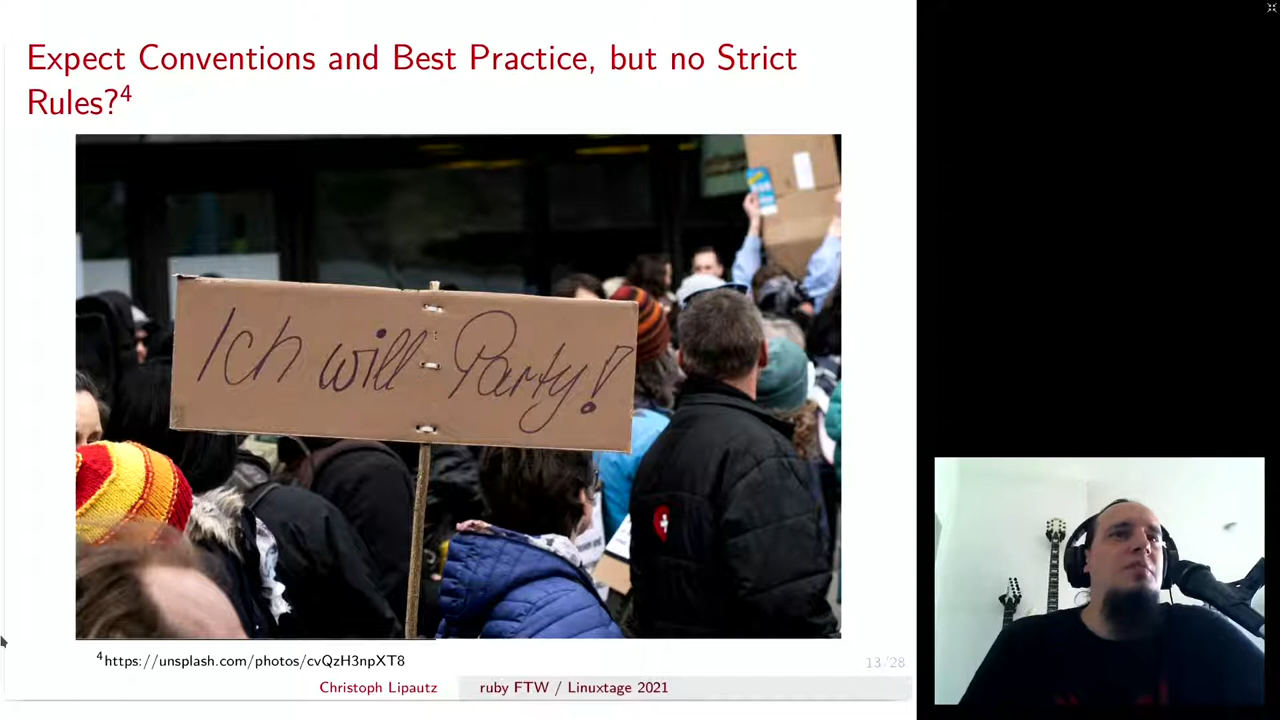 Expect Conventions and Best Practice, but no Strict
Rules?4
Ich will Party!
4https://unsplash.com/photos/cvQzH3npXT8
13/28
Christoph Lipautz
ruby FTW / Linuxtage 2021